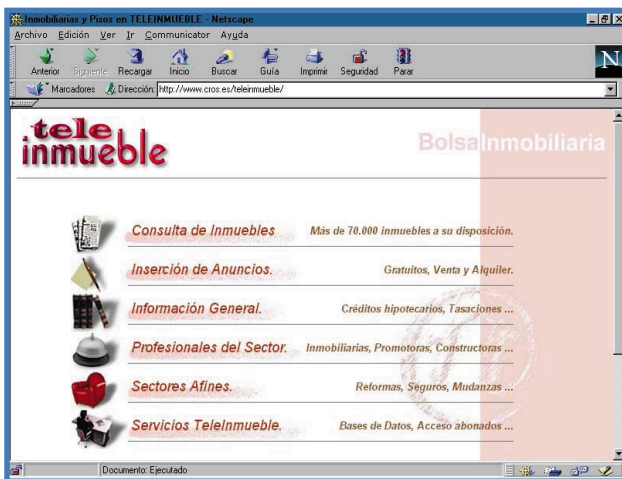 Inmobiliarias y Pisos en TELEINMUEBLE - Netscape
Archivo Edición Ver Ir Communicator Ayuda
Anterior Siguiente Recargar Inicio Buscar Guía Imprimir Seguridad Parar
N
Marcadores Dirección: http://www.cros.es/teleinmueble/
tele
inmueble
BolsaInmobiliaria
Consulta de Inmuebles Más de 70.000 inmuebles a su disposición.
Inserción de Anuncios. Gratuitos, Venta y Alquiler.
Información General. Créditos hipotecarios, Tasaciones ...
Profesionales del Sector. Inmobiliarias, Promotoras, Constructoras ...
Sectores Afines. Reformas, Seguros, Mudanzas ...
Servicios TeleInmueble. Bases de Datos, Acceso abonados ...
Documento: Ejecutado